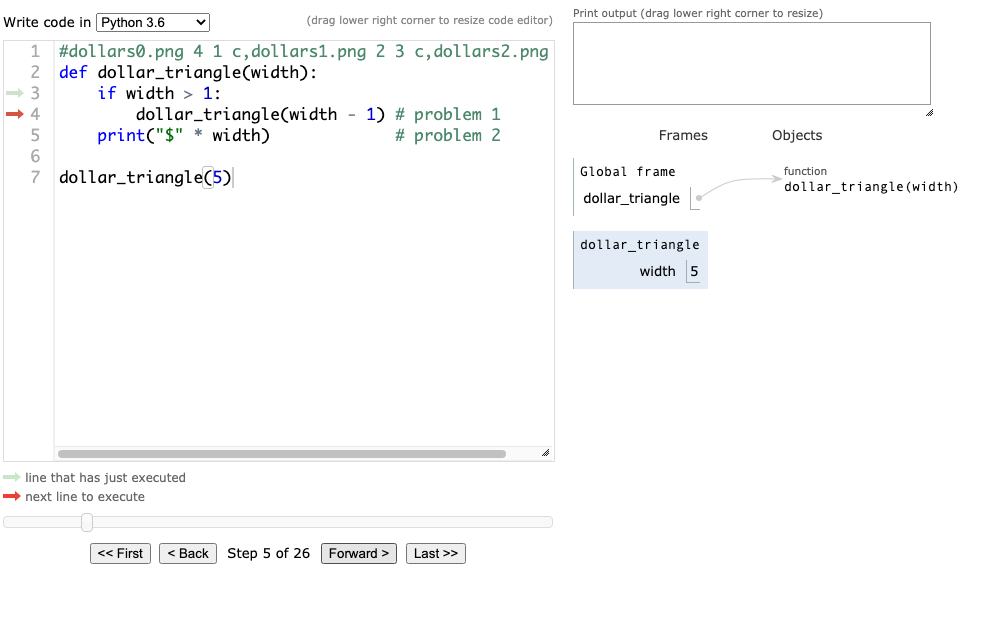 Write code in Python 3.6
(drag lower right corner to resize code editor)
1 #dollars0.png 4 1 c,dollars1.png 2 3 c,dollars2.png
2 def dollar_triangle(width):
3     if width > 1:
4         dollar_triangle(width - 1) # problem 1
5     print("$" * width)             # problem 2
6
7 dollar_triangle(5)
line that has just executed
next line to execute
<< First < Back Step 5 of 26 Forward > Last >>
Print output (drag lower right corner to resize)
Frames Objects
Global frame
dollar_triangle
function
dollar_triangle(width)
dollar_triangle
width 5